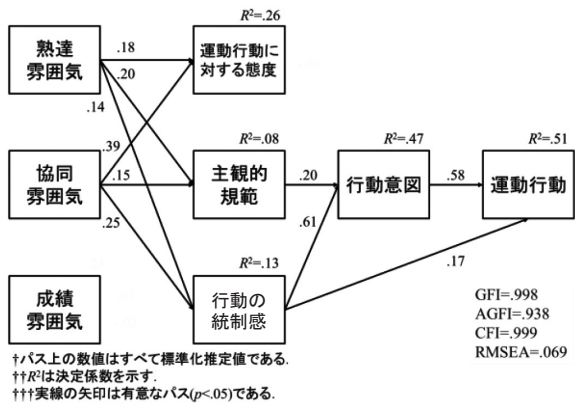 R²=.26
熟達
雰囲気
.18
運動行動に
対する態度
.20
.14
R²=.08
R²=.47
R²=.51
.39
協同
雰囲気
.15
主観的
規範
.20
行動意図
.58
運動行動
.25
.61
R²=.13
.17
成績
雰囲気
行動の
統制感
GFI=.998
AGFI=.938
CFI=.999
RMSEA=.069
†パス上の数値はすべて標準化推定値である.
††R²は決定係数を示す.
†††実線の矢印は有意なパス(p<.05)である.